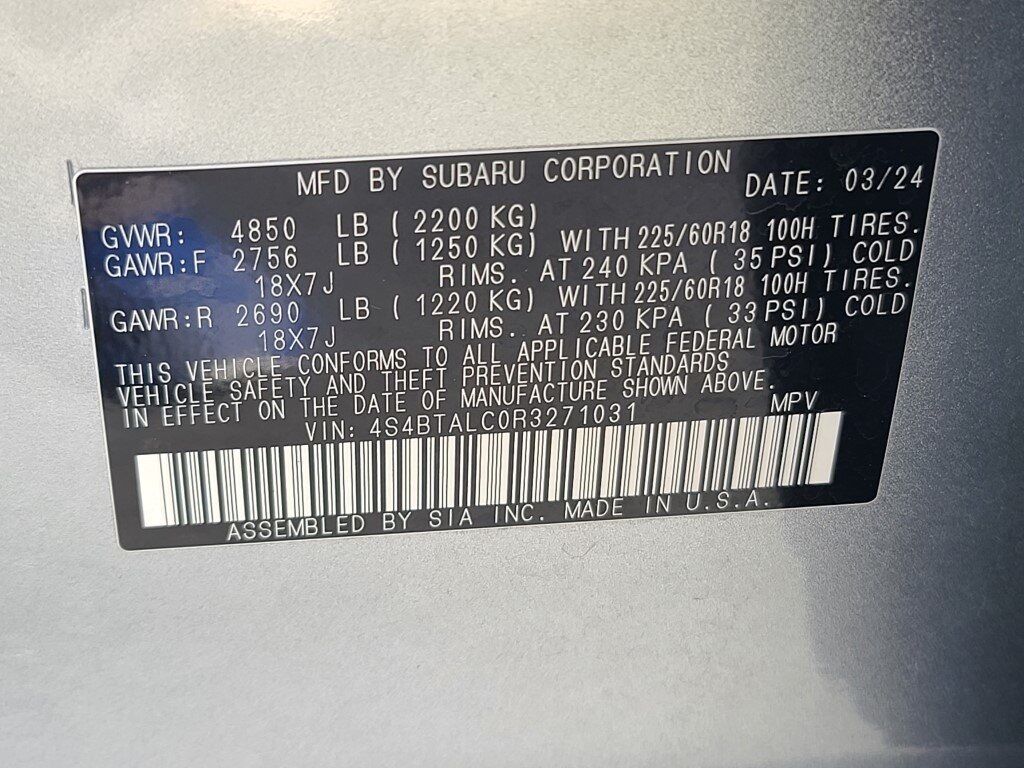 MFD BY SUBARU CORPORATION DATE: 03/24
GVWR: 4850 LB ( 2200 KG)
GAWR:F 2756 LB ( 1250 KG) WITH 225/60R18 100H TIRES.
18X7J RIMS. AT 240 KPA ( 35 PSI) COLD
GAWR:R 2690 LB ( 1220 KG) WITH 225/60R18 100H TIRES.
18X7J RIMS. AT 230 KPA ( 33 PSI) COLD
THIS VEHICLE CONFORMS TO ALL APPLICABLE FEDERAL MOTOR
VEHICLE SAFETY AND THEFT PREVENTION STANDARDS
IN EFFECT ON THE DATE OF MANUFACTURE SHOWN ABOVE.
VIN: 4S4BTALC0R3271031 MPV
ASSEMBLED BY SIA INC. MADE IN U.S.A.